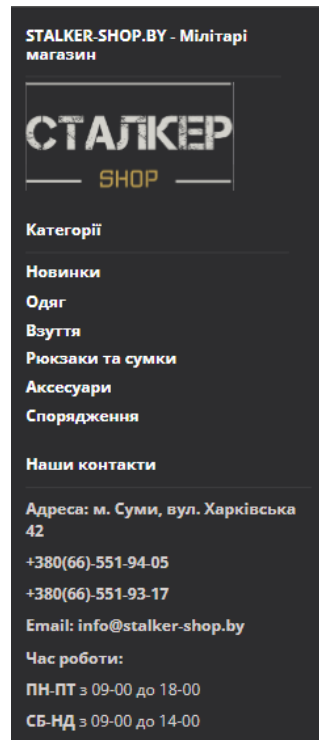 STALKER-SHOP.BY - Мілітарі
магазин
СТАЛКЕР
SHOP
Категорії
Новинки
Одяг
Взуття
Рюкзаки та сумки
Аксесуари
Спорядження
Наши контакти
Адреса: м. Суми, вул. Харківська
42
+380(66)-551-94-05
+380(66)-551-93-17
Email: info@stalker-shop.by
Час роботи:
ПН-ПТ з 09-00 до 18-00
СБ-НД з 09-00 до 14-00